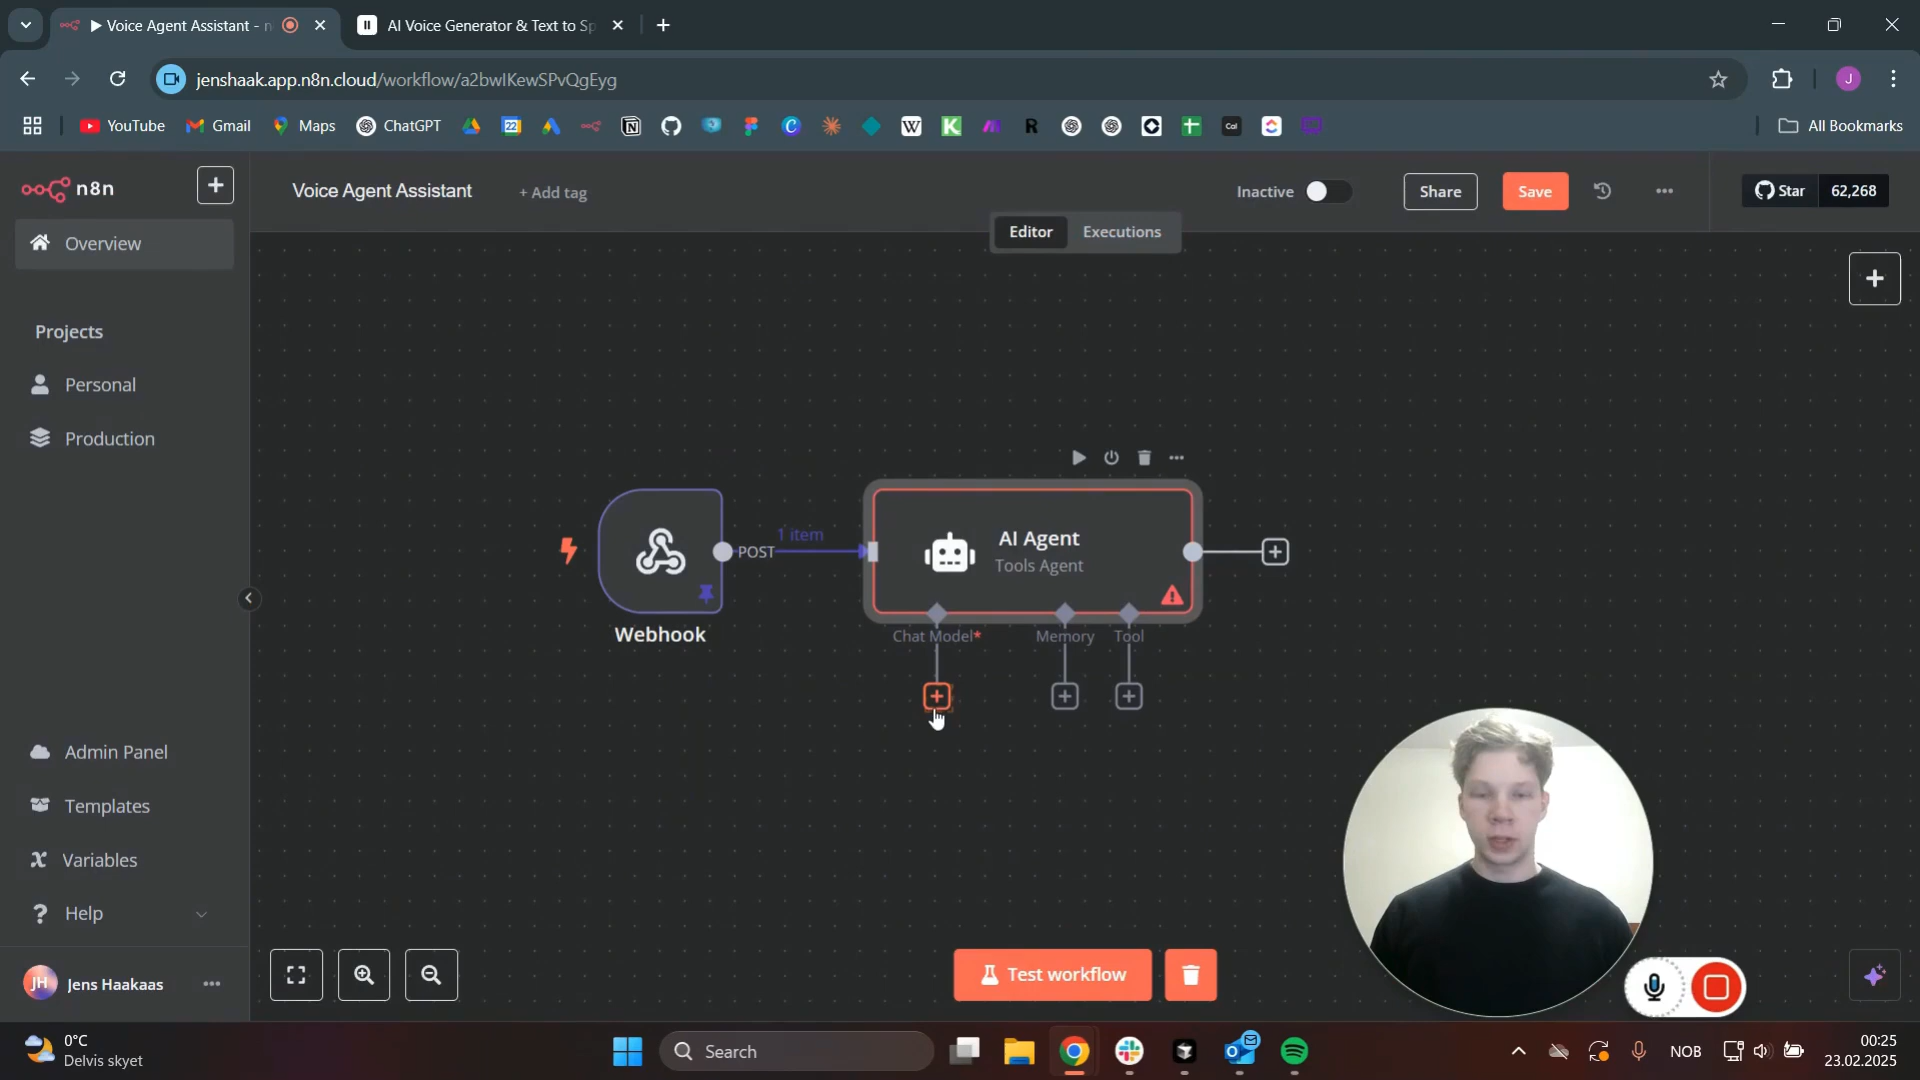 Voice Agent Assistant - n
AI Voice Generator & Text to Sp
jenshaak.app.n8n.cloud/workflow/a2bwlKewSPvQgEyg
J
YouTube
Gmail
Maps
ChatGPT
22
W
K
R
Cal
All Bookmarks
n8n
Voice Agent Assistant
+ Add tag
Inactive
Share
Save
Star
62,268
Editor
Executions
Overview
Projects
Personal
Production
1 item
POST
Webhook
AI Agent
Tools Agent
Chat Model*
Memory
Tool
Admin Panel
Templates
Variables
Help
JH
Jens Haakaas
Test workflow
0°C
Delvis skyet
Search
NOB
00:25
23.02.2025